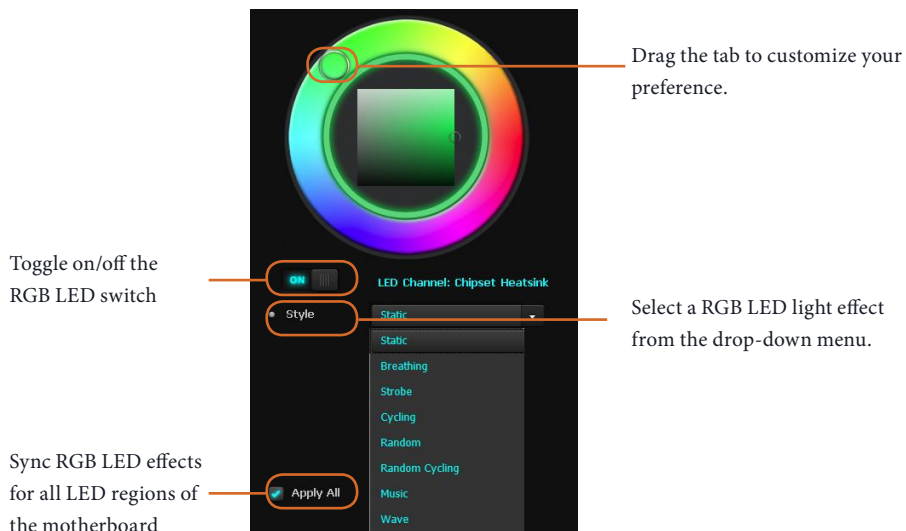 Drag the tab to customize your
preference.
Toggle on/off the
RGB LED switch
ON
LED Channel: Chipset Heatsink
Style
Static
Select a RGB LED light effect
from the drop-down menu.
Static
Breathing
Strobe
Cycling
Random
Random Cycling
Sync RGB LED effects
for all LED regions of
the motherboard
Apply All
Music
Wave